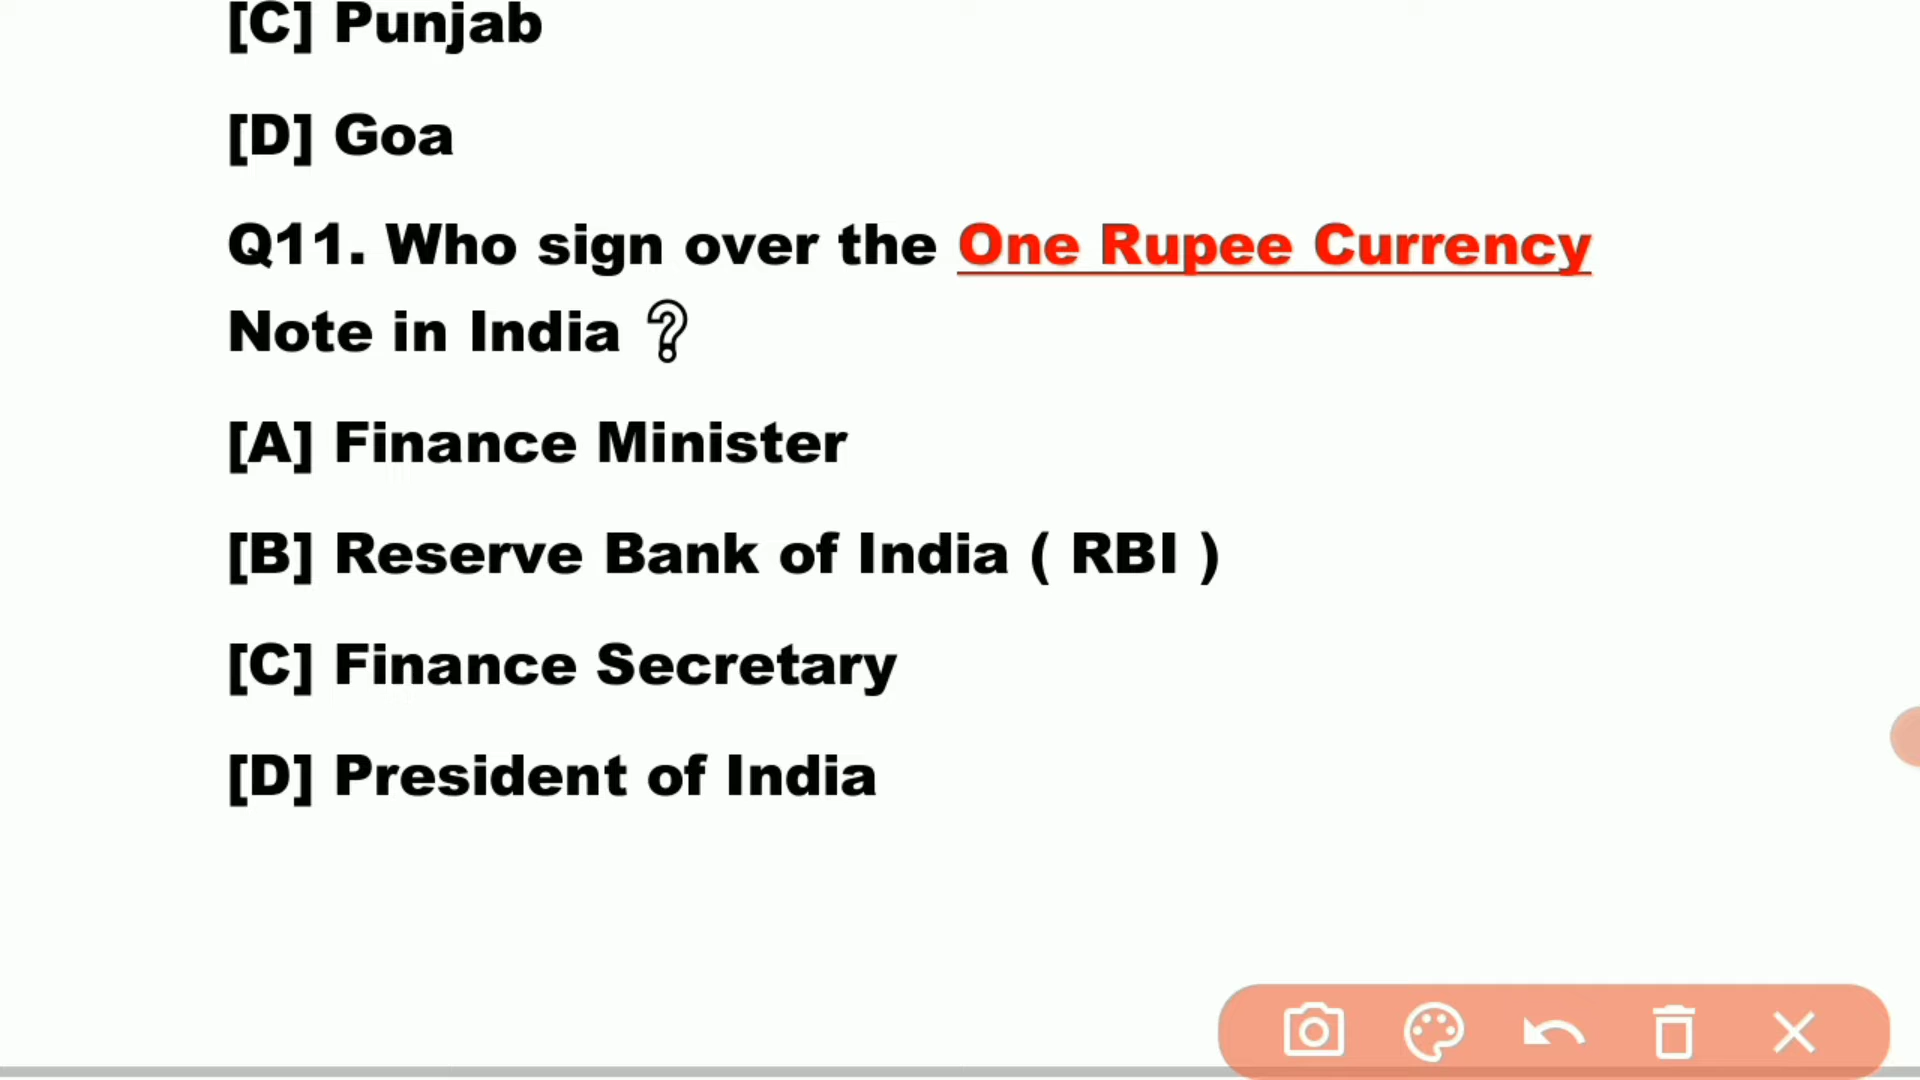 [C] Punjab
[D] Goa
Q11. Who sign over the One Rupee Currency
Note in India ?
[A] Finance Minister
[B] Reserve Bank of India ( RBI )
[C] Finance Secretary
[D] President of India